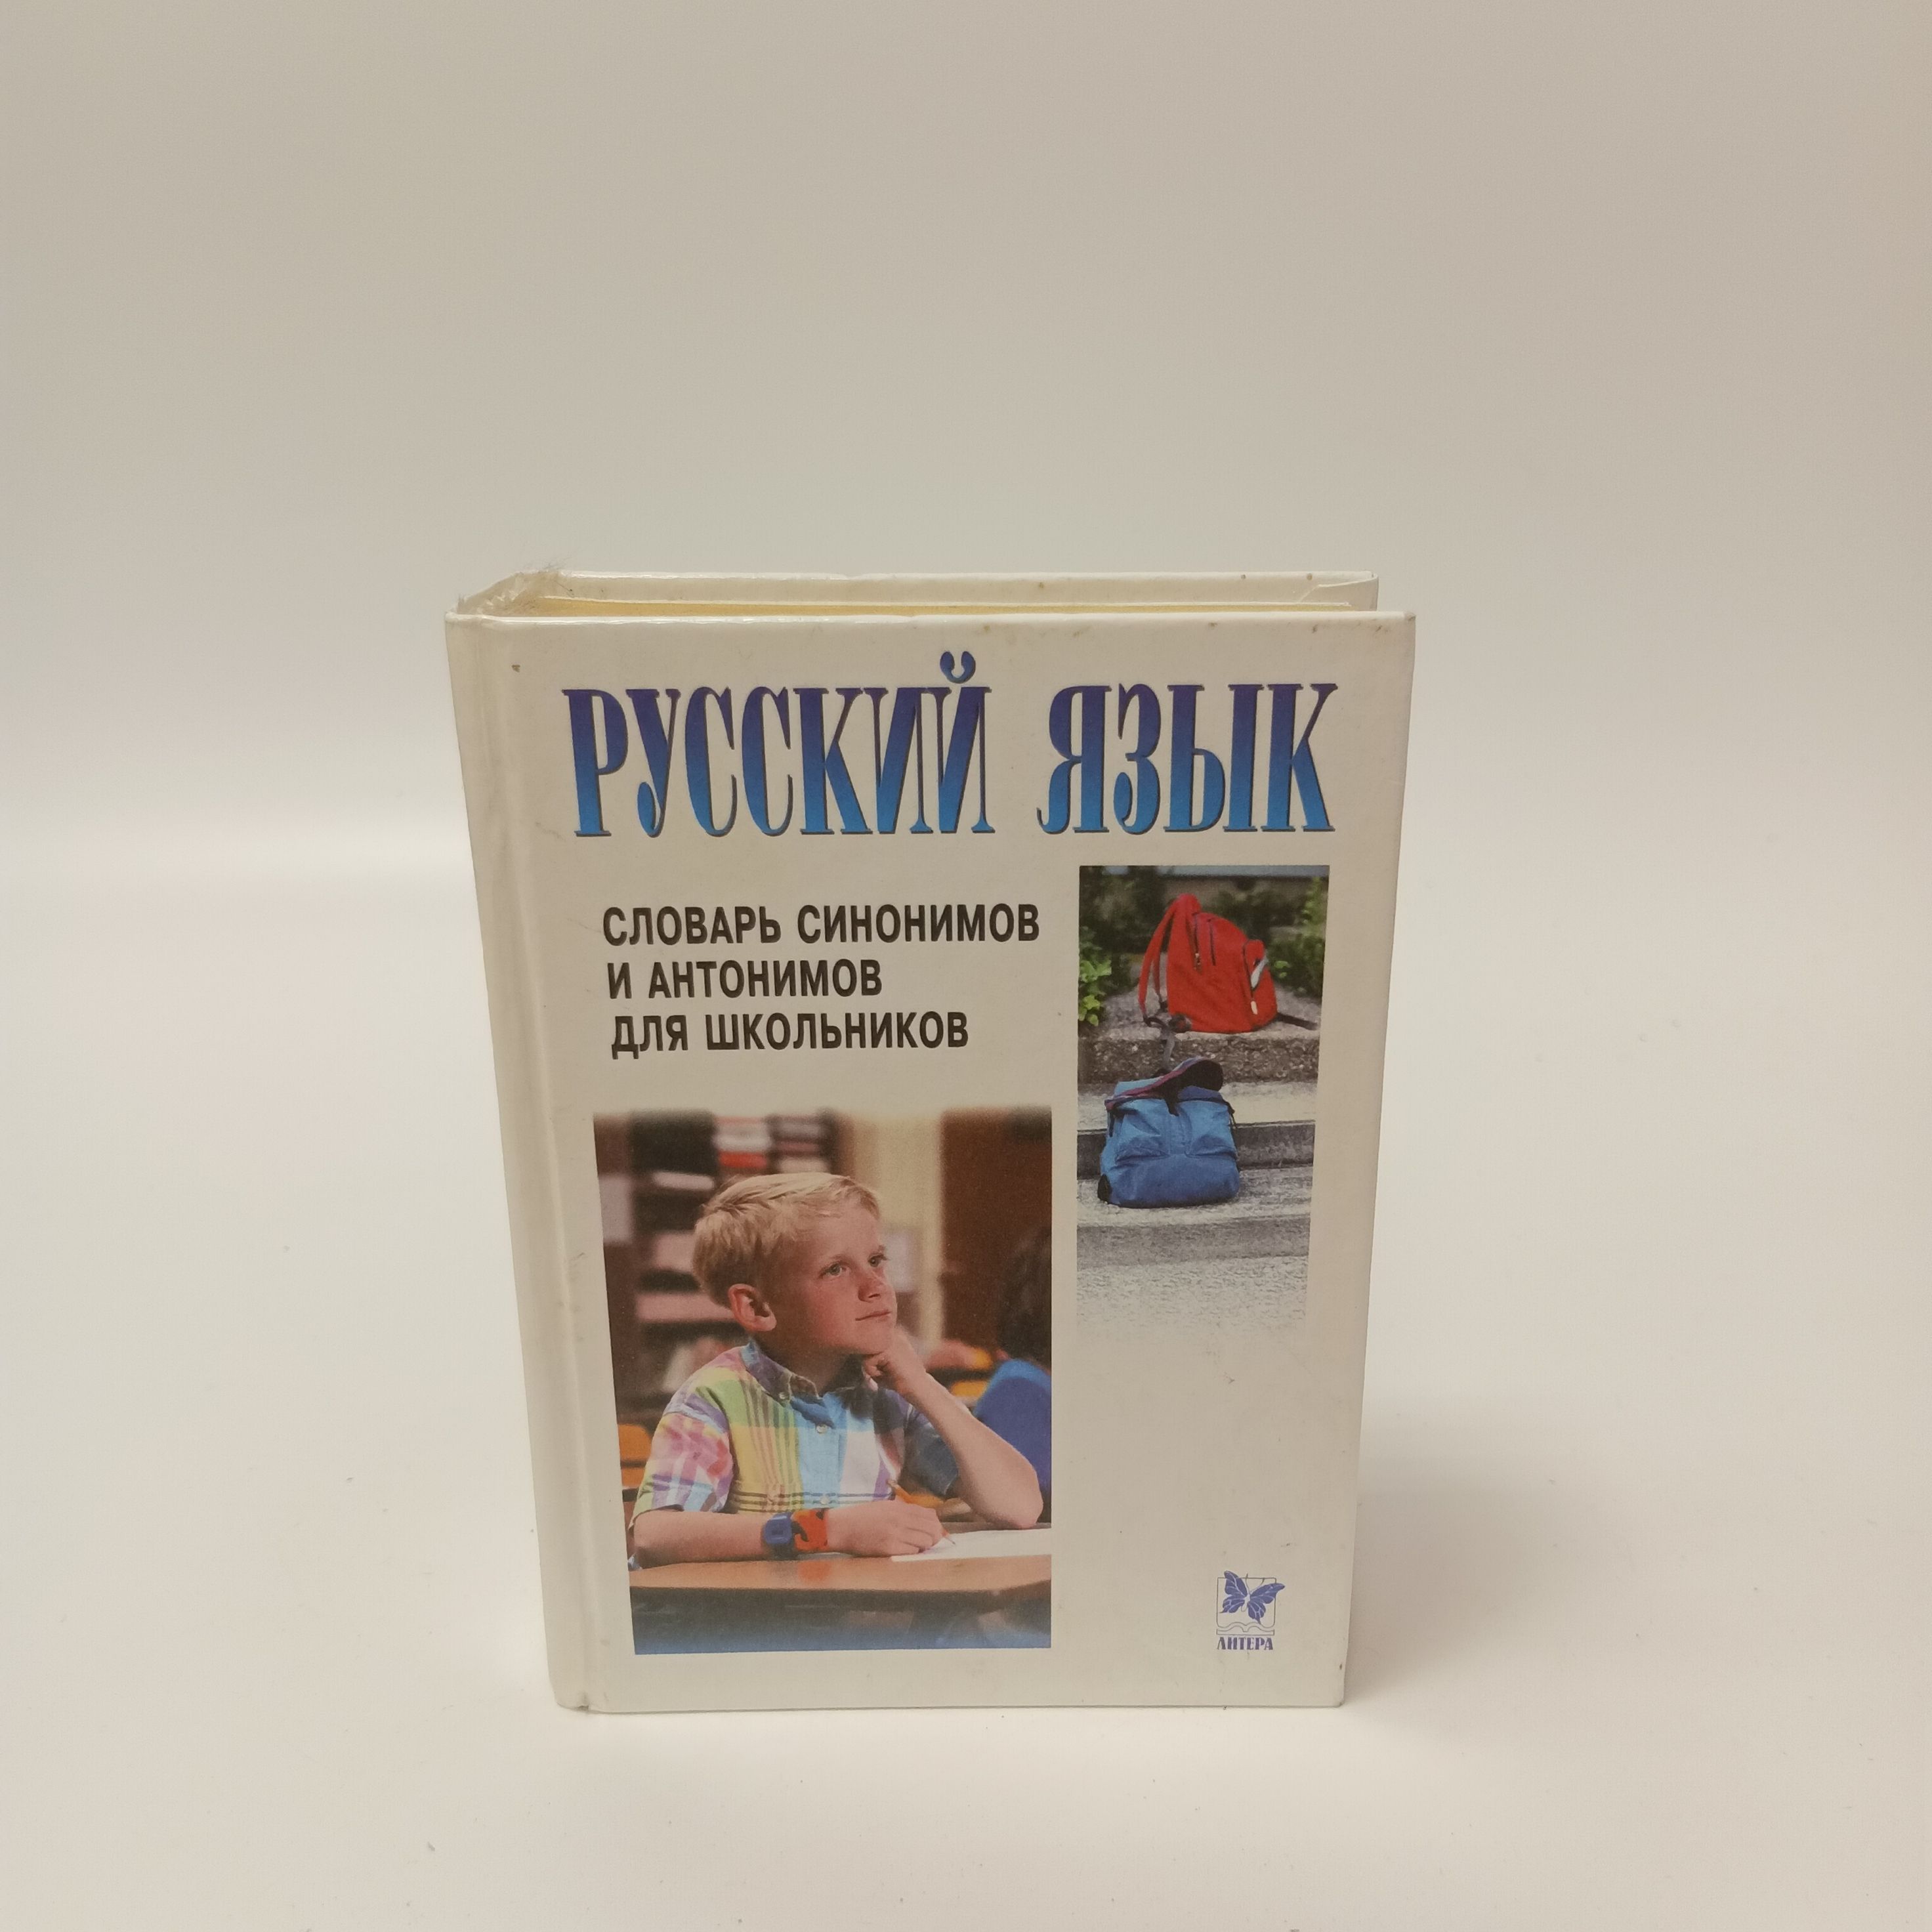 РУССКИЙ ЯЗЫК
СЛОВАРЬ СИНОНИМОВ
И АНТОНИМОВ
ДЛЯ ШКОЛЬНИКОВ
ЛИТЕРА